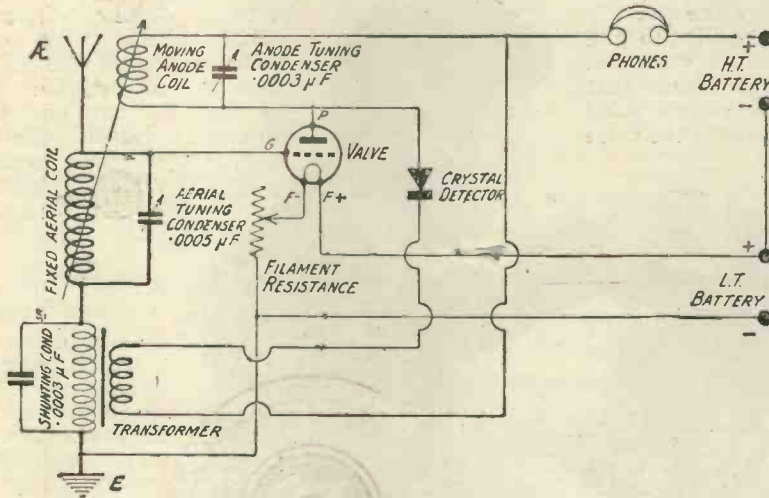 Æ
MOVING
ANODE
COIL
ANODE TUNING
CONDENSER
·0003 µF
PHONES
+
H.T.
BATTERY
-
P
G
VALVE
F-
F+
CRYSTAL
DETECTOR
FIXED AERIAL COIL
AERIAL
TUNING
CONDENSER
·0005 µF
FILAMENT
RESISTANCE
+
L.T.
BATTERY
-
SHUNTING COND
·0003 µF
TRANSFORMER
E